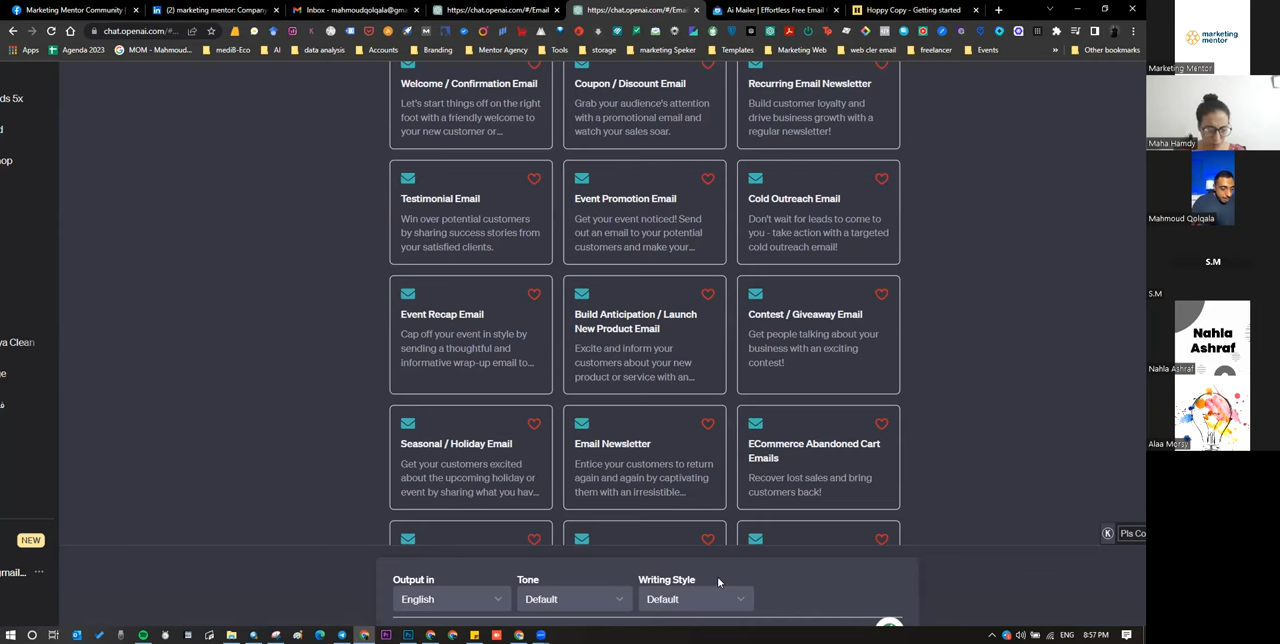 Marketing Mentor Community |
(2) marketing mentor: Compan
Inbox - mahmoudqolqala@gma
https://chat.openai.com/#/Email
https://chat.openai.com/#/Emai
Ai Mailer | Effortless Free Email
Hoppy Copy - Getting started
chat.openai.com/#/Ema...
Apps
Agenda 2023
MOM - Mahmoud...
mediB-Eco
AI
data analysis
Accounts
Branding
Mentor Agency
Tools
storage
marketing Speker
Templates
Marketing Web
web cler email
freelancer
Events
Other bookmarks
ds 5x
d
hop
ya Clean
ge
NEW
gmail...
Welcome / Confirmation Email
Let's start things off on the right
foot with a friendly welcome to
your new customer or...
Coupon / Discount Email
Grab your audience's attention
with a promotional email and
watch your sales soar.
Recurring Email Newsletter
Build customer loyalty and
drive business growth with a
regular newsletter!
Testimonial Email
Win over potential customers
by sharing success stories from
your satisfied clients.
Event Promotion Email
Get your event noticed! Send
out an email to your potential
customers and make your...
Cold Outreach Email
Don't wait for leads to come to
you - take action with a targeted
cold outreach email!
Event Recap Email
Cap off your event in style by
sending a thoughtful and
informative wrap-up email to...
Build Anticipation / Launch
New Product Email
Excite and inform your
customers about your new
product or service with an...
Contest / Giveaway Email
Get people talking about your
business with an exciting
contest!
Seasonal / Holiday Email
Get your customers excited
about the upcoming holiday or
event by sharing what you hav...
Email Newsletter
Entice your customers to return
again and again by captivating
them with an irresistible...
ECommerce Abandoned Cart
Emails
Recover lost sales and bring
customers back!
K
Pls Co
Output in
English
Tone
Default
Writing Style
Default
ENG
8:57 PM
marketing
mentor
Marketing Mentor
Maha Hamdy
Mahmoud Qolqala
S.M
S.M
Nahla
Ashraf
Nahla Ashraf
Alaa Morsy